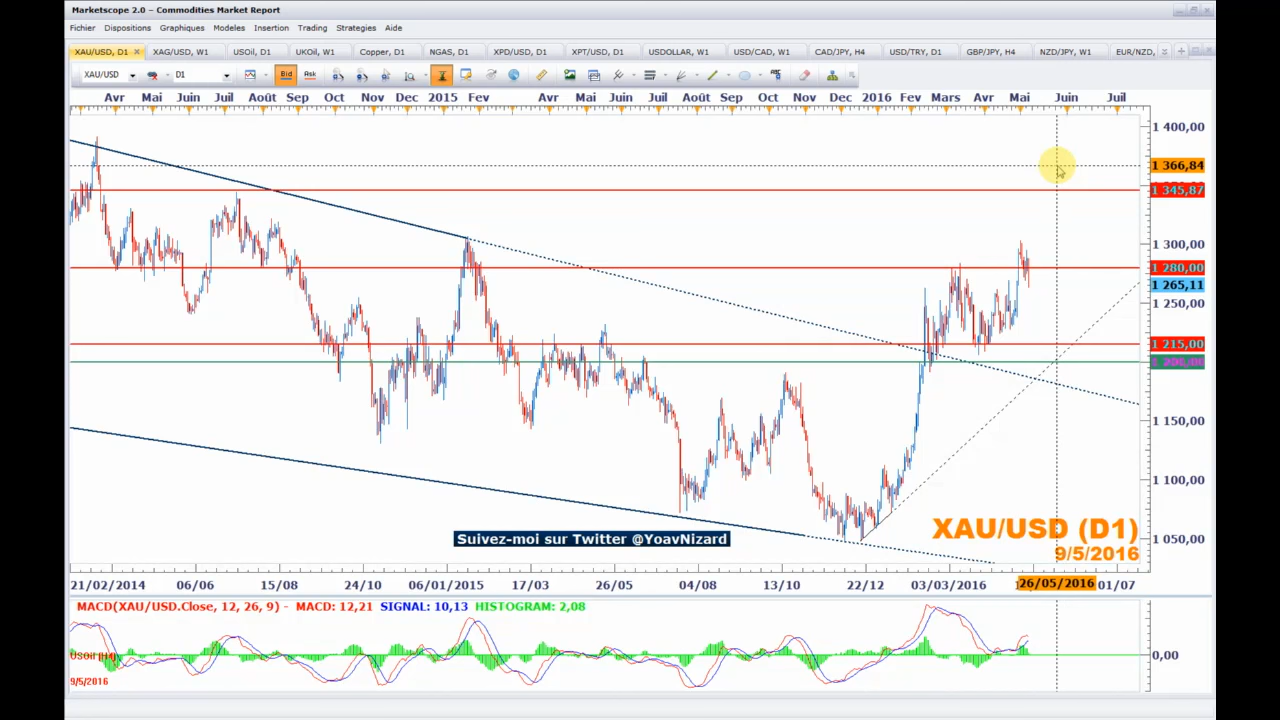 Marketscope 2.0 – Commodities Market Report
Fichier Dispositions Graphiques Modeles Insertion Trading Strategies Aide
XAU/USD, D1 XAG/USD, W1 USOil, D1 UKOil, W1 Copper, D1 NGAS, D1 XPD/USD, D1 XPT/USD, D1 USDOLLAR, W1 USD/CAD, W1 CAD/JPY, H4 USD/TRY, D1 GBP/JPY, H4 NZD/JPY, W1 EUR/NZD,
XAU/USD D1 Bid Ask
Avr Mai Juin Juil Août Sep Oct Nov Dec 2015 Fev Avr Mai Juin Juil Août Sep Oct Nov Dec 2016 Fev Mars Avr Mai Juin Juil
1 400,00
1 366,84
1 345,87
1 300,00
1 280,00
1 265,11
1 250,00
1 215,00
1 200,00
1 150,00
1 100,00
1 050,00
XAU/USD (D1)
9/5/2016
Suivez-moi sur Twitter @YoavNizard
21/02/2014 06/06 15/08 24/10 06/01/2015 17/03 26/05 04/08 13/10 22/12 03/03/2016 26/05/2016 01/07
MACD(XAU/USD.Close, 12, 26, 9) - MACD: 12,21 SIGNAL: 10,13 HISTOGRAM: 2,08
USOil (H4)
0,00
9/5/2016